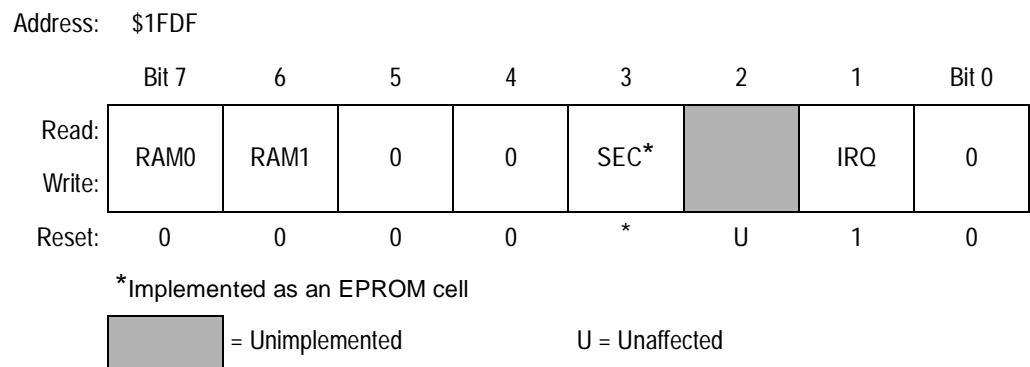 Address: $1FDF
Bit 7 6 5 4 3 2 1 Bit 0
Read:
RAM0 RAM1 0 0 SEC* IRQ 0
Write:
Reset: 0 0 0 0 * U 1 0
*Implemented as an EPROM cell
= Unimplemented U = Unaffected